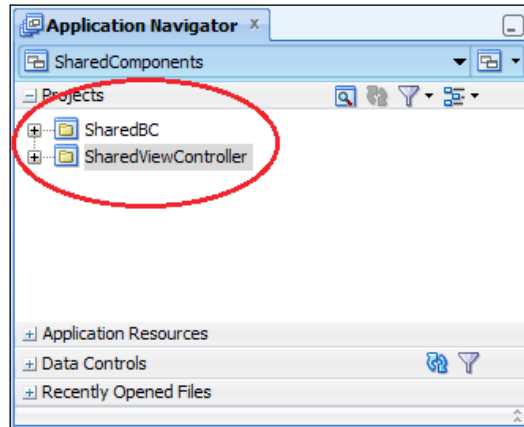 Application Navigator x
SharedComponents
Projects
SharedBC
SharedViewController
Application Resources
Data Controls
Recently Opened Files